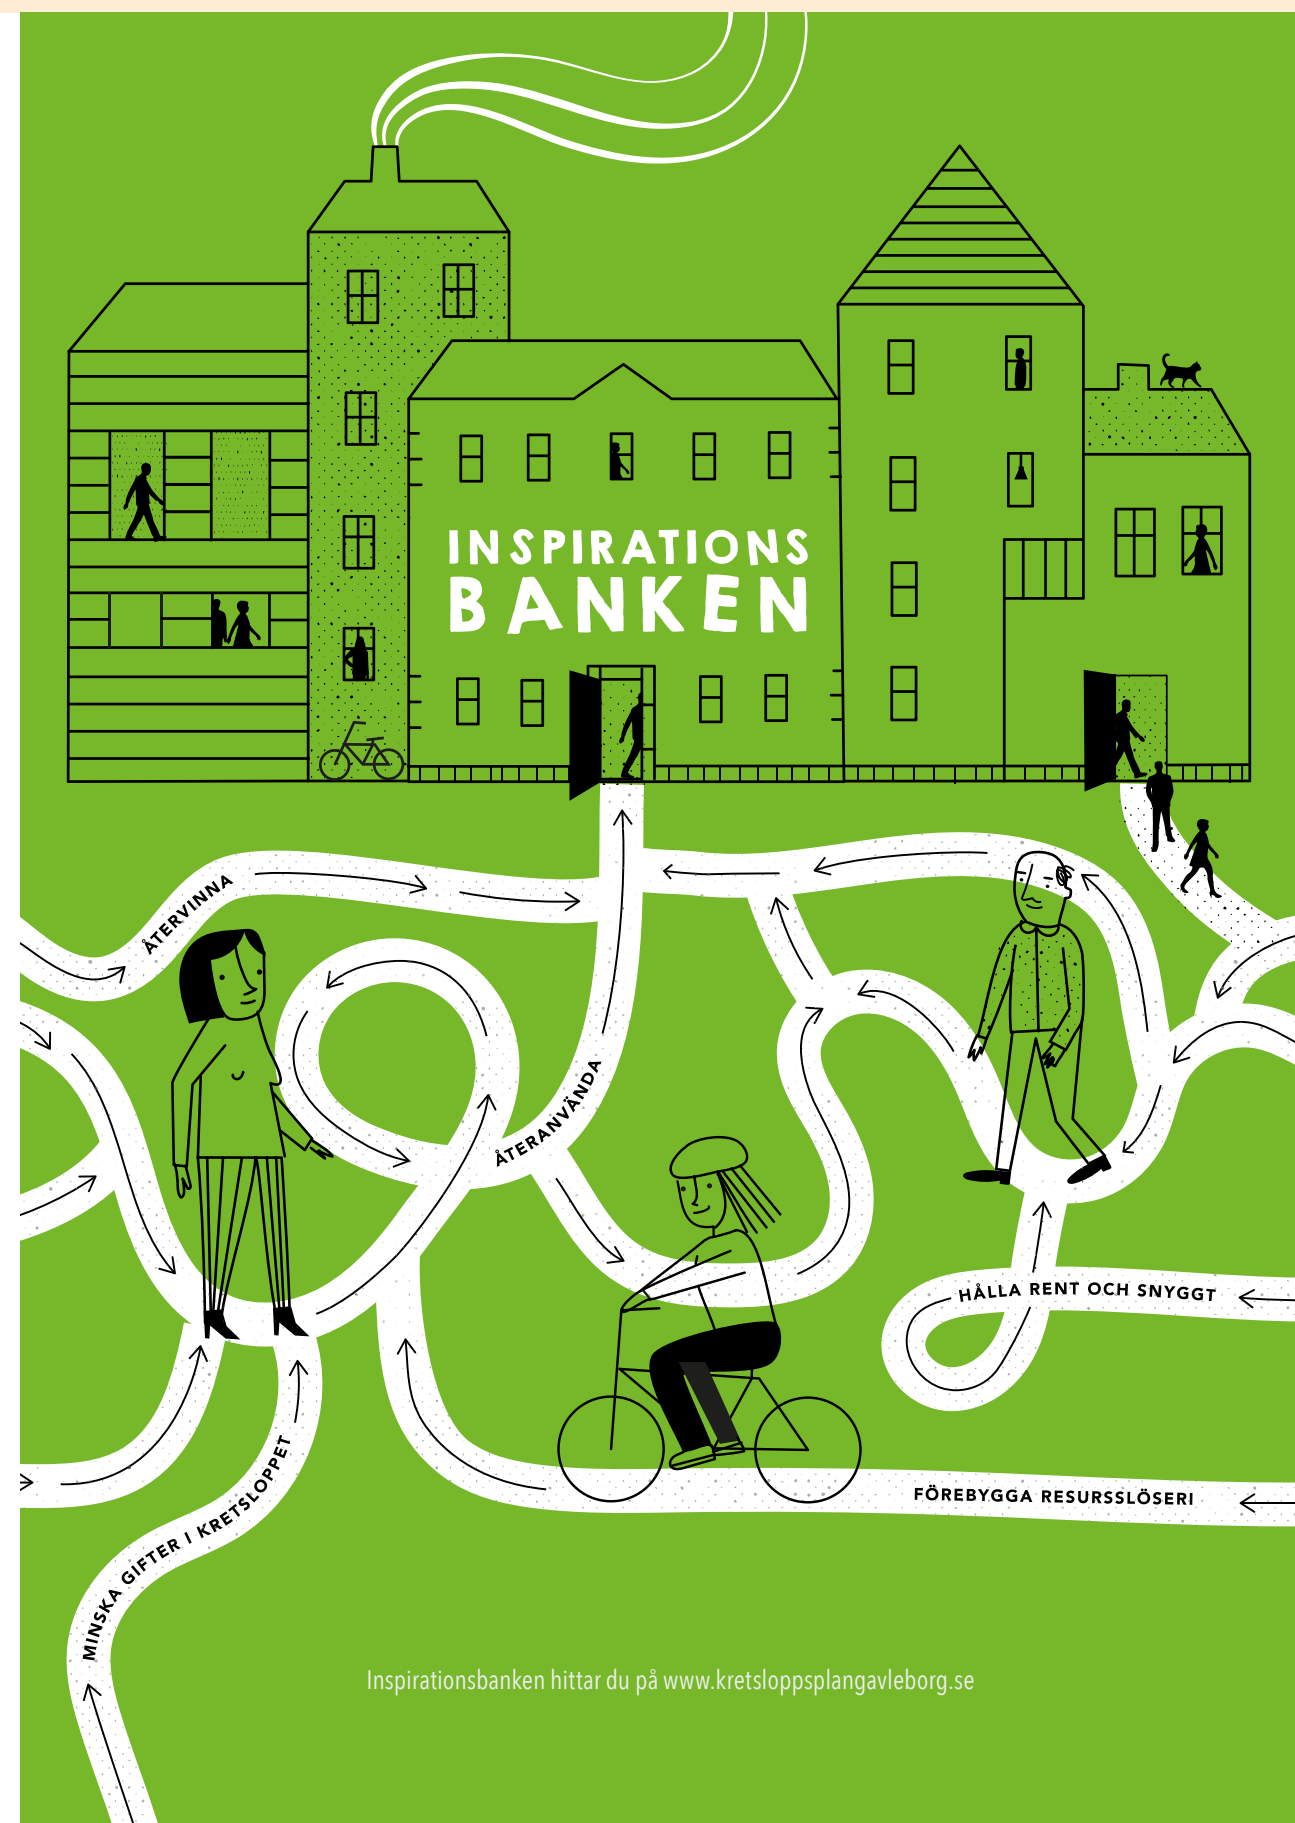 INSPIRATIONS
BANKEN
ÅTERVINNA
ÅTERANVÄNDA
HÅLLA RENT OCH SNYGGT
FÖREBYGGA RESURSSLÖSERI
MINSKA GIFTER I KRETSLOPPET
Inspirationsbanken hittar du på www.kretsloppsplangavleborg.se